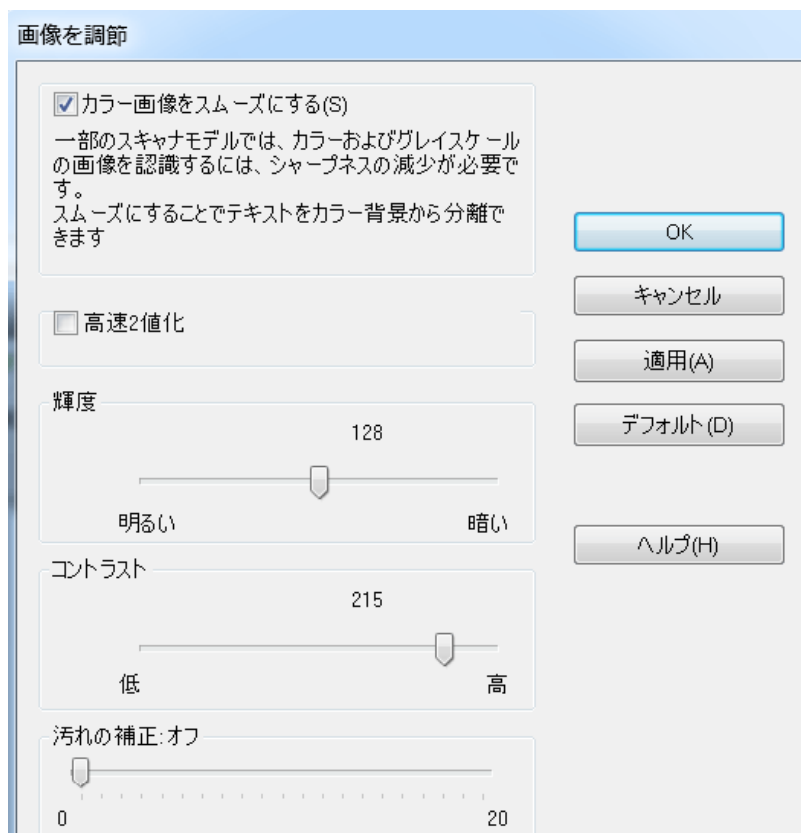 画像を調節
カラー画像をスムーズにする(S)
一部のスキャナモデルでは、カラーおよびグレイスケール
の画像を認識するには、シャープネスの減少が必要で
す。
スムーズにすることでテキストをカラー背景から分離で
きます
OK
キャンセル
高速2値化
適用(A)
輝度
デフォルト(D)
128
明るい 暗い
ヘルプ(H)
コントラスト
215
低 高
汚れの補正:オフ
0 20